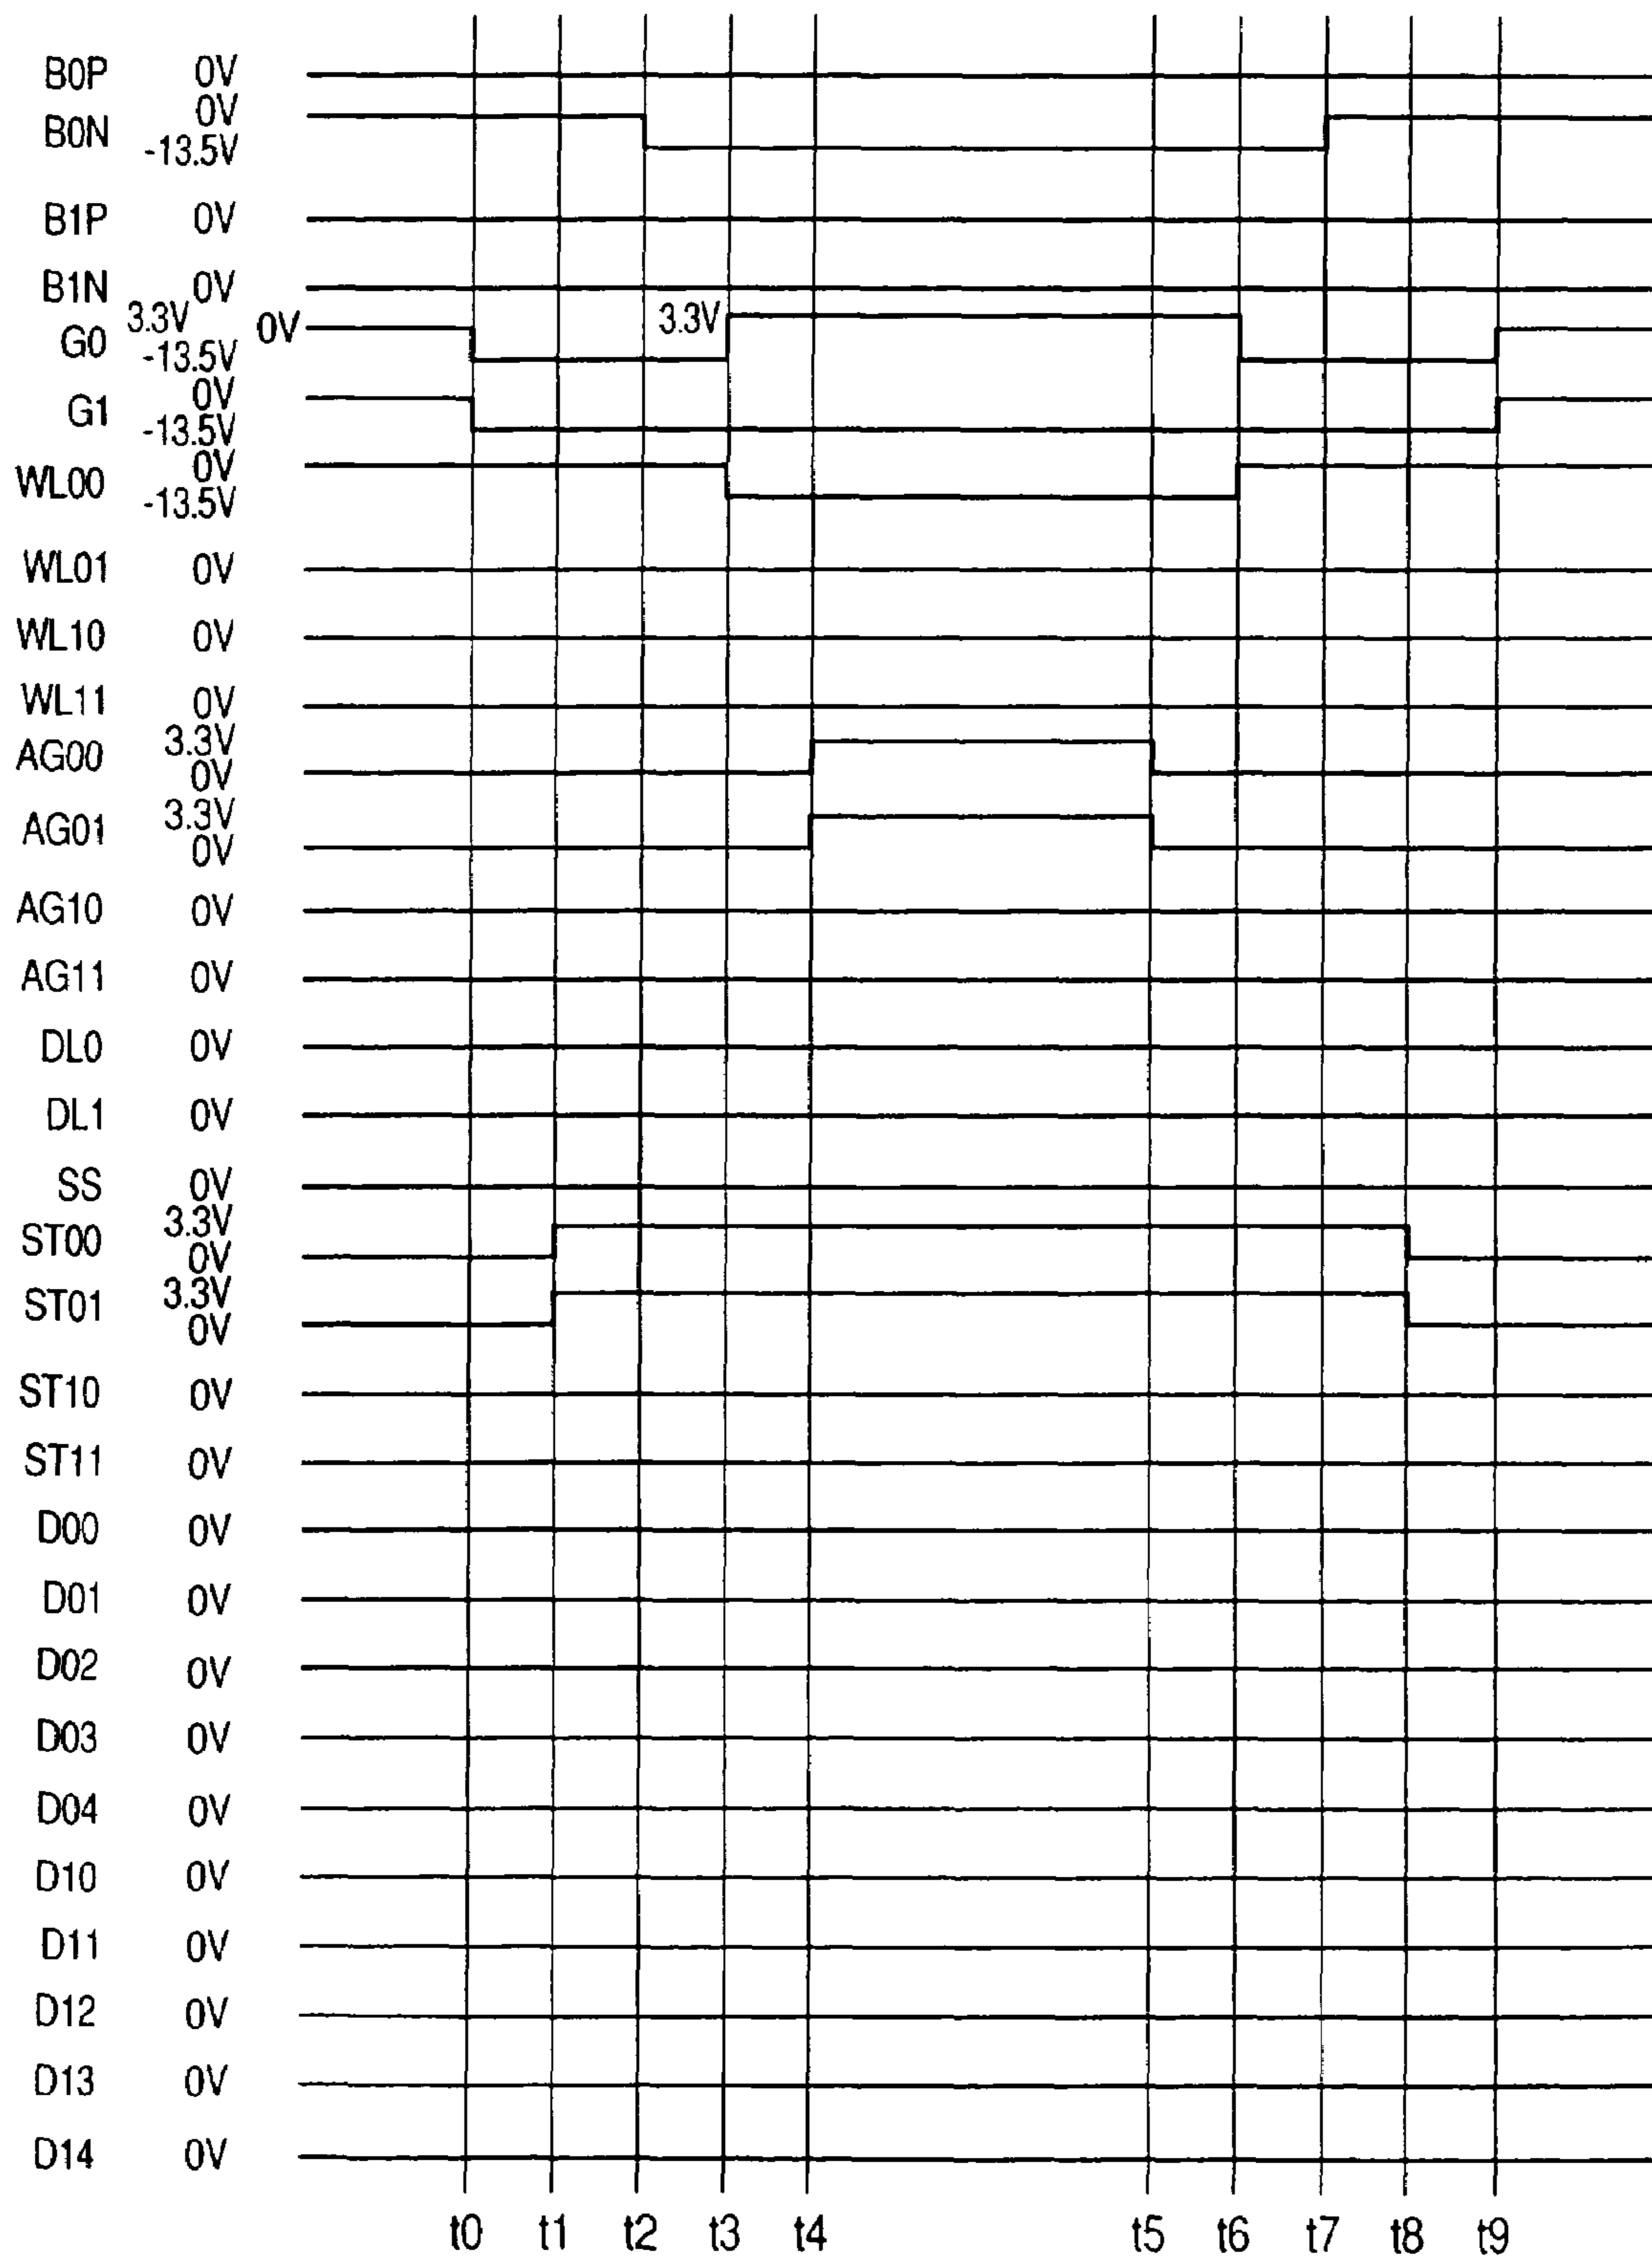 B0P 0V
B0N 0V
-13.5V
B1P 0V
B1N 0V
G0 3.3V 0V 3.3V
-13.5V
G1 0V
-13.5V
WL00 0V
-13.5V
WL01 0V
WL10 0V
WL11 0V
AG00 3.3V
0V
AG01 3.3V
0V
AG10 0V
AG11 0V
DL0 0V
DL1 0V
SS 0V
ST00 3.3V
0V
ST01 3.3V
0V
ST10 0V
ST11 0V
D00 0V
D01 0V
D02 0V
D03 0V
D04 0V
D10 0V
D11 0V
D12 0V
D13 0V
D14 0V
t0 t1 t2 t3 t4 t5 t6 t7 t8 t9